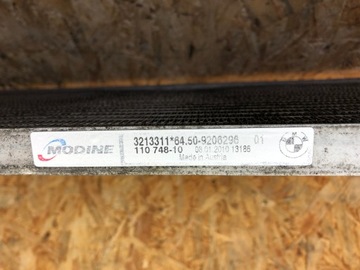 MODINE
3213311*64.50-9206296 01
110 748-10 08.01.2010 13186
Made in Austria